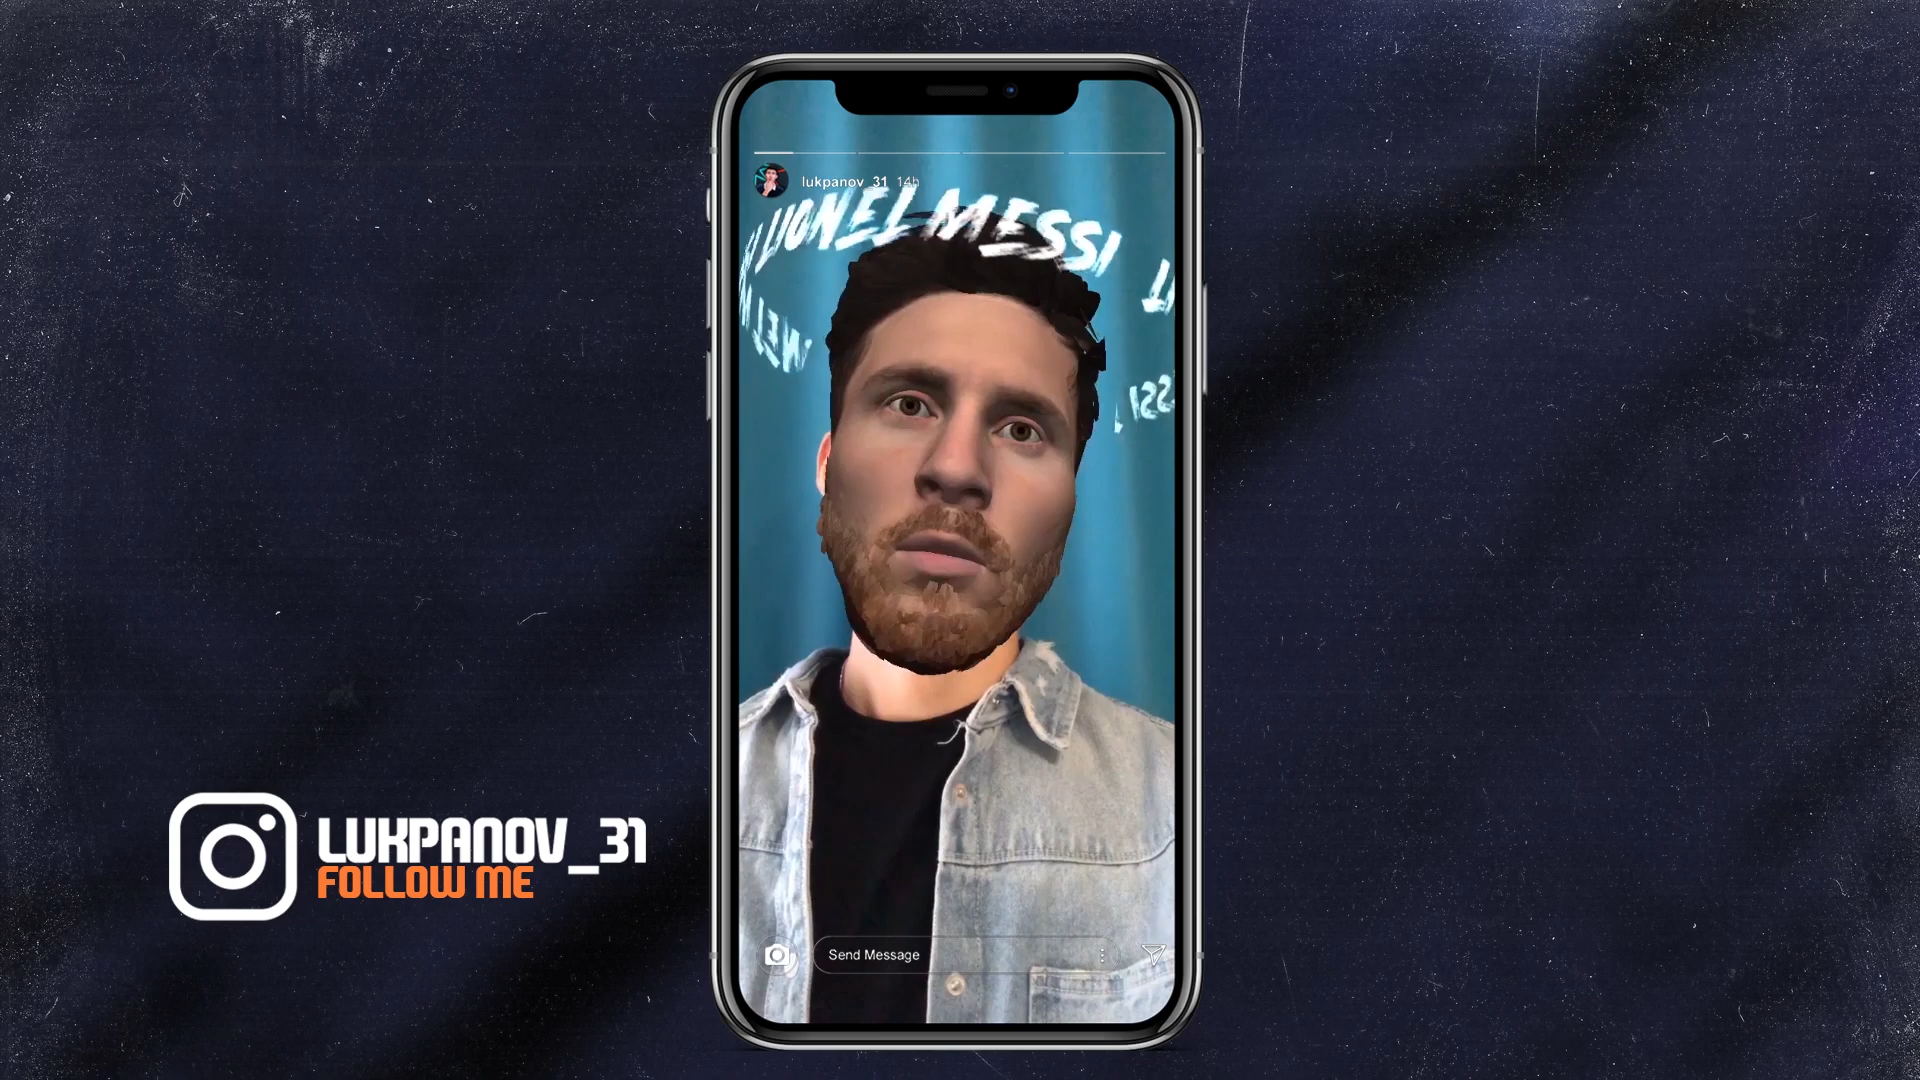 lukpanov_31 14h
LIONEL MESSI
LUKPANOV_31
FOLLOW ME
Send Message